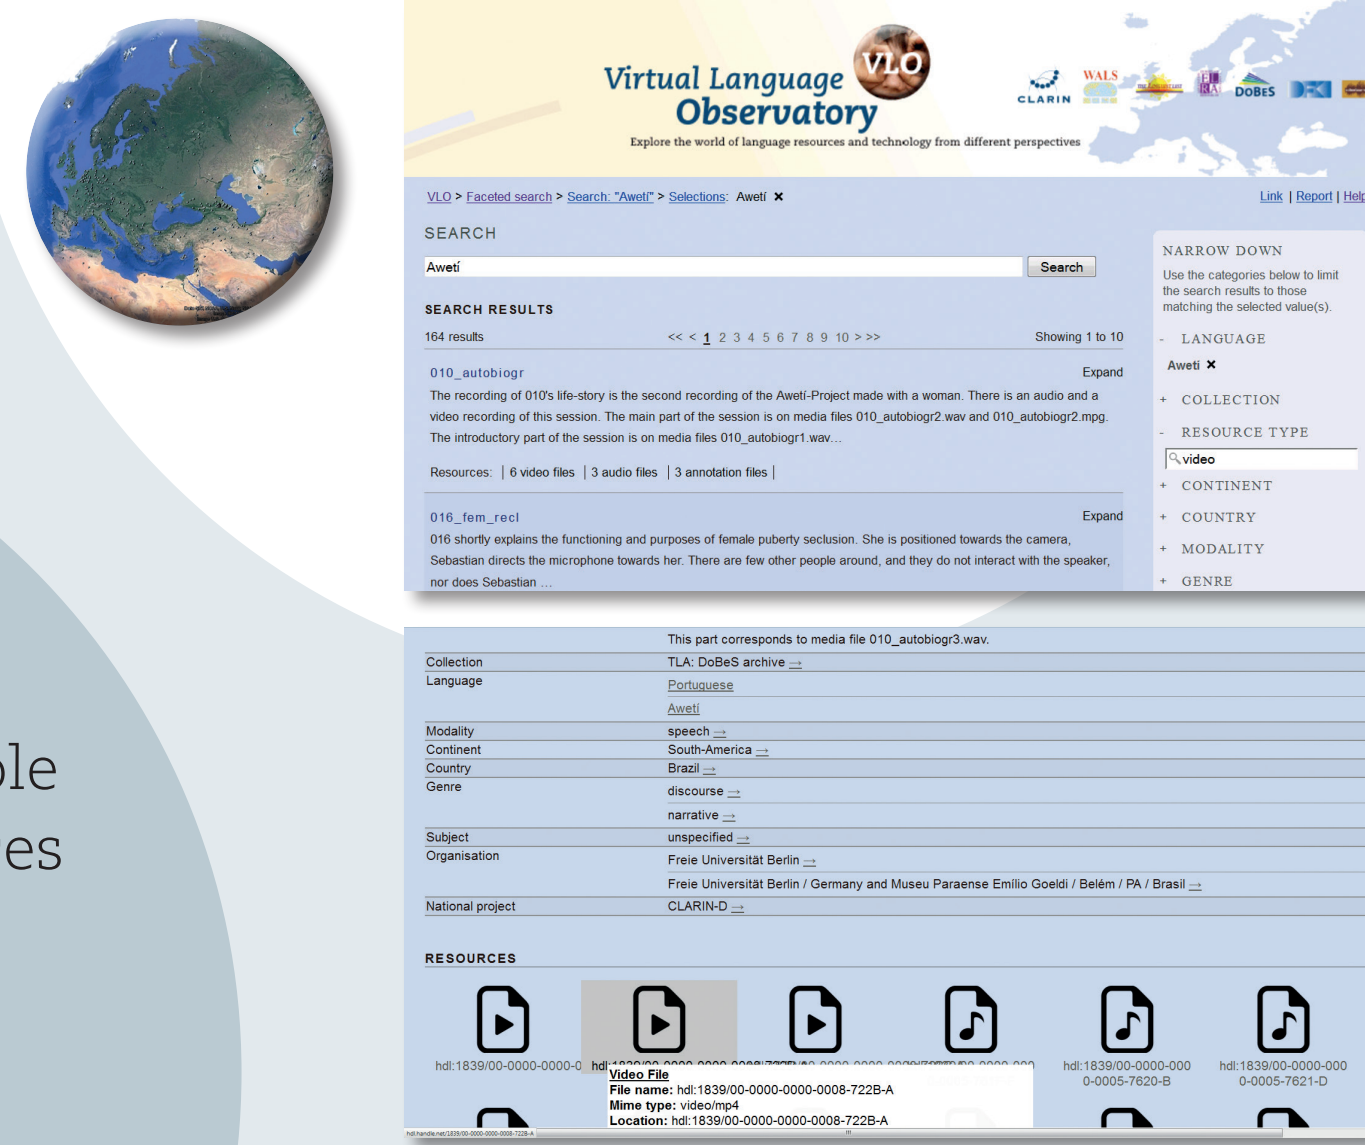 Virtual Language
Observatory
VLO
Explore the world of language resources and technology from different perspectives
CLARIN
WALS
DOBES
VLO > Faceted search > Search: "Awetí" > Selections: Awetí ✖
Link | Report | Help
SEARCH
Awetí
Search
SEARCH RESULTS
164 results
<< < 1 2 3 4 5 6 7 8 9 10 > >>
Showing 1 to 10
010_autobiogr
Expand
The recording of 010's life-story is the second recording of the Awetí-Project made with a woman. There is an audio and a
video recording of this session. The main part of the session is on media files 010_autobiogr2.wav and 010_autobiogr2.mpg.
The introductory part of the session is on media files 010_autobiogr1.wav…
Resources: | 6 video files | 3 audio files | 3 annotation files |
016_fem_recl
Expand
016 shortly explains the functioning and purposes of female puberty seclusion. She is positioned towards the camera,
Sebastian directs the microphone towards her. There are few other people around, and they do not interact with the speaker,
nor does Sebastian …
NARROW DOWN
Use the categories below to limit
the search results to those
matching the selected value(s).
- LANGUAGE
Awetí ✖
+ COLLECTION
- RESOURCE TYPE
video
+ CONTINENT
+ COUNTRY
+ MODALITY
+ GENRE
This part corresponds to media file 010_autobiogr3.wav.
Collection TLA: DoBeS archive →
Language Portuguese
Awetí
Modality speech →
Continent South-America →
Country Brazil →
Genre discourse →
narrative →
Subject unspecified →
Organisation Freie Universität Berlin →
Freie Universität Berlin / Germany and Museu Paraense Emílio Goeldi / Belém / PA / Brasil →
National project CLARIN-D →
RESOURCES
hdl:1839/00-0000-0000-0
hdl:1839/00-0000-000
0-0005-7620-B
hdl:1839/00-0000-000
0-0005-7621-D
Video File
File name: hdl:1839/00-0000-0000-0008-722B-A
Mime type: video/mp4
Location: hdl:1839/00-0000-0000-0008-722B-A
hdl.handle.net/1839/00-0000-0000-0008-722B-A